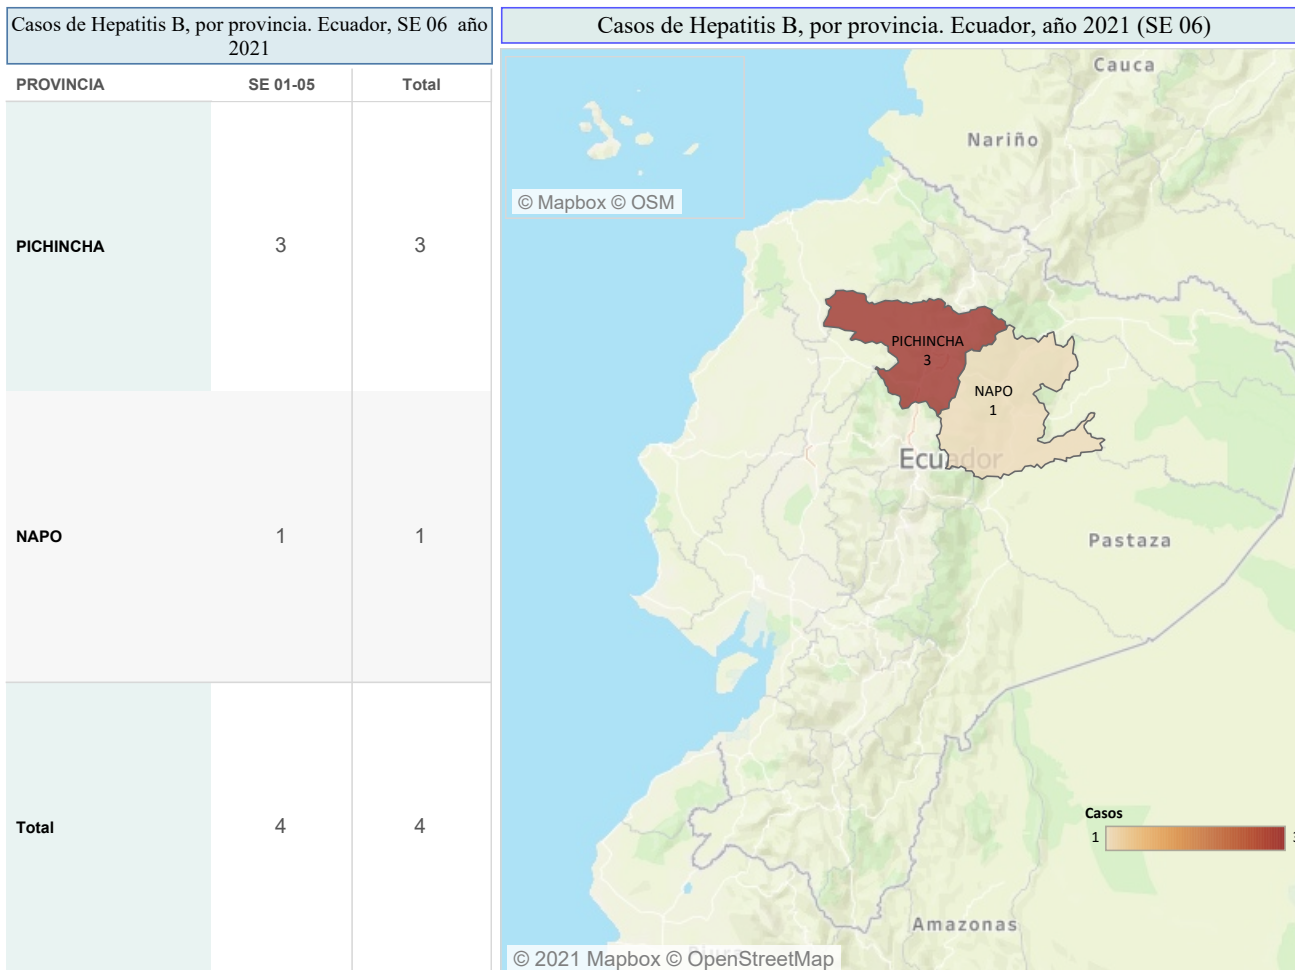 Casos de Hepatitis B, por provincia. Ecuador, SE 06 año
2021
PROVINCIA SE 01-05 Total
PICHINCHA 3 3
NAPO 1 1
Total 4 4
Casos de Hepatitis B, por provincia. Ecuador, año 2021 (SE 06)
Cauca
Nariño
© Mapbox © OSM
PICHINCHA
3
NAPO
1
Ecuador
Pastaza
Casos
1
Amazonas
© 2021 Mapbox © OpenStreetMap